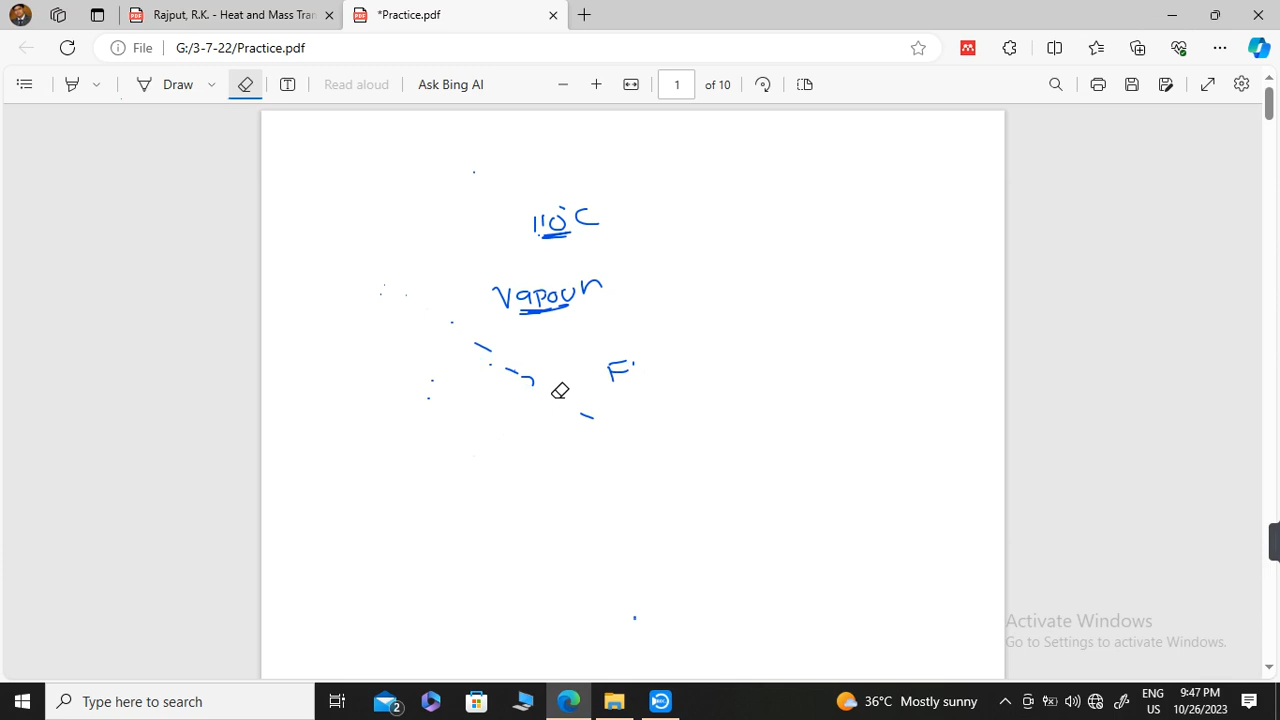 Rajput, R.K. - Heat and Mass Tran
*Practice.pdf
File G:/3-7-22/Practice.pdf
Draw Read aloud Ask Bing AI 1 of 10
110°C
Vapour
F
Activate Windows
Go to Settings to activate Windows.
Type here to search
2
36°C Mostly sunny
ENG
US
9:47 PM
10/26/2023